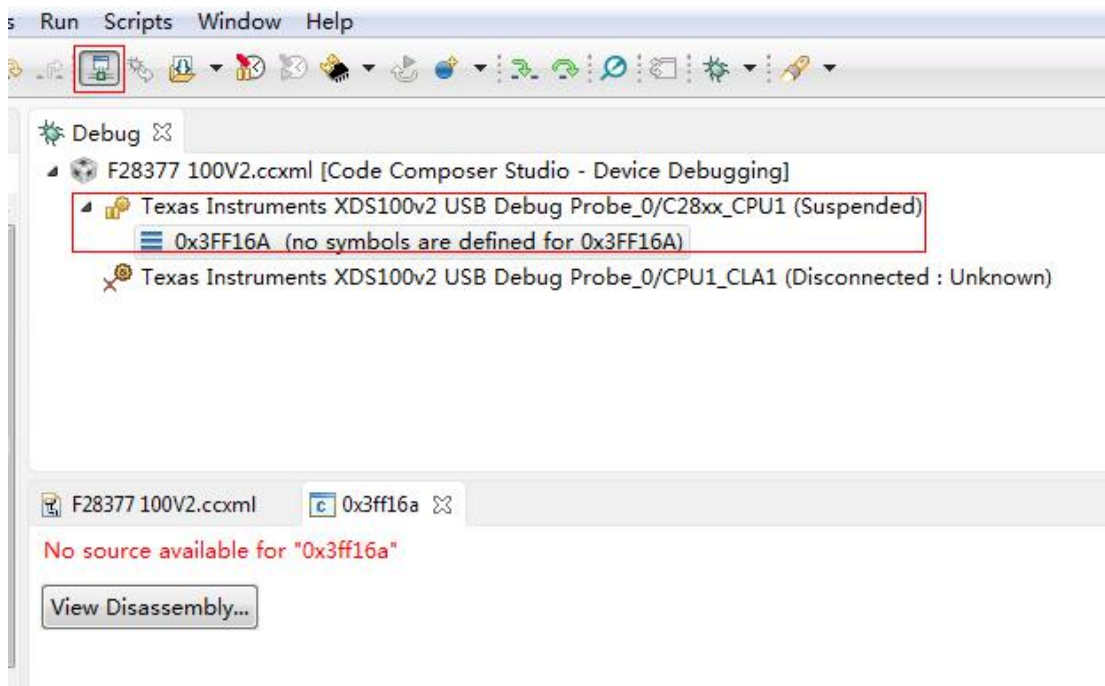 Run Scripts Window Help
Debug
F28377 100V2.ccxml [Code Composer Studio - Device Debugging]
Texas Instruments XDS100v2 USB Debug Probe_0/C28xx_CPU1 (Suspended)
0x3FF16A (no symbols are defined for 0x3FF16A)
Texas Instruments XDS100v2 USB Debug Probe_0/CPU1_CLA1 (Disconnected : Unknown)
F28377 100V2.ccxml 0x3ff16a
No source available for "0x3ff16a"
View Disassembly...